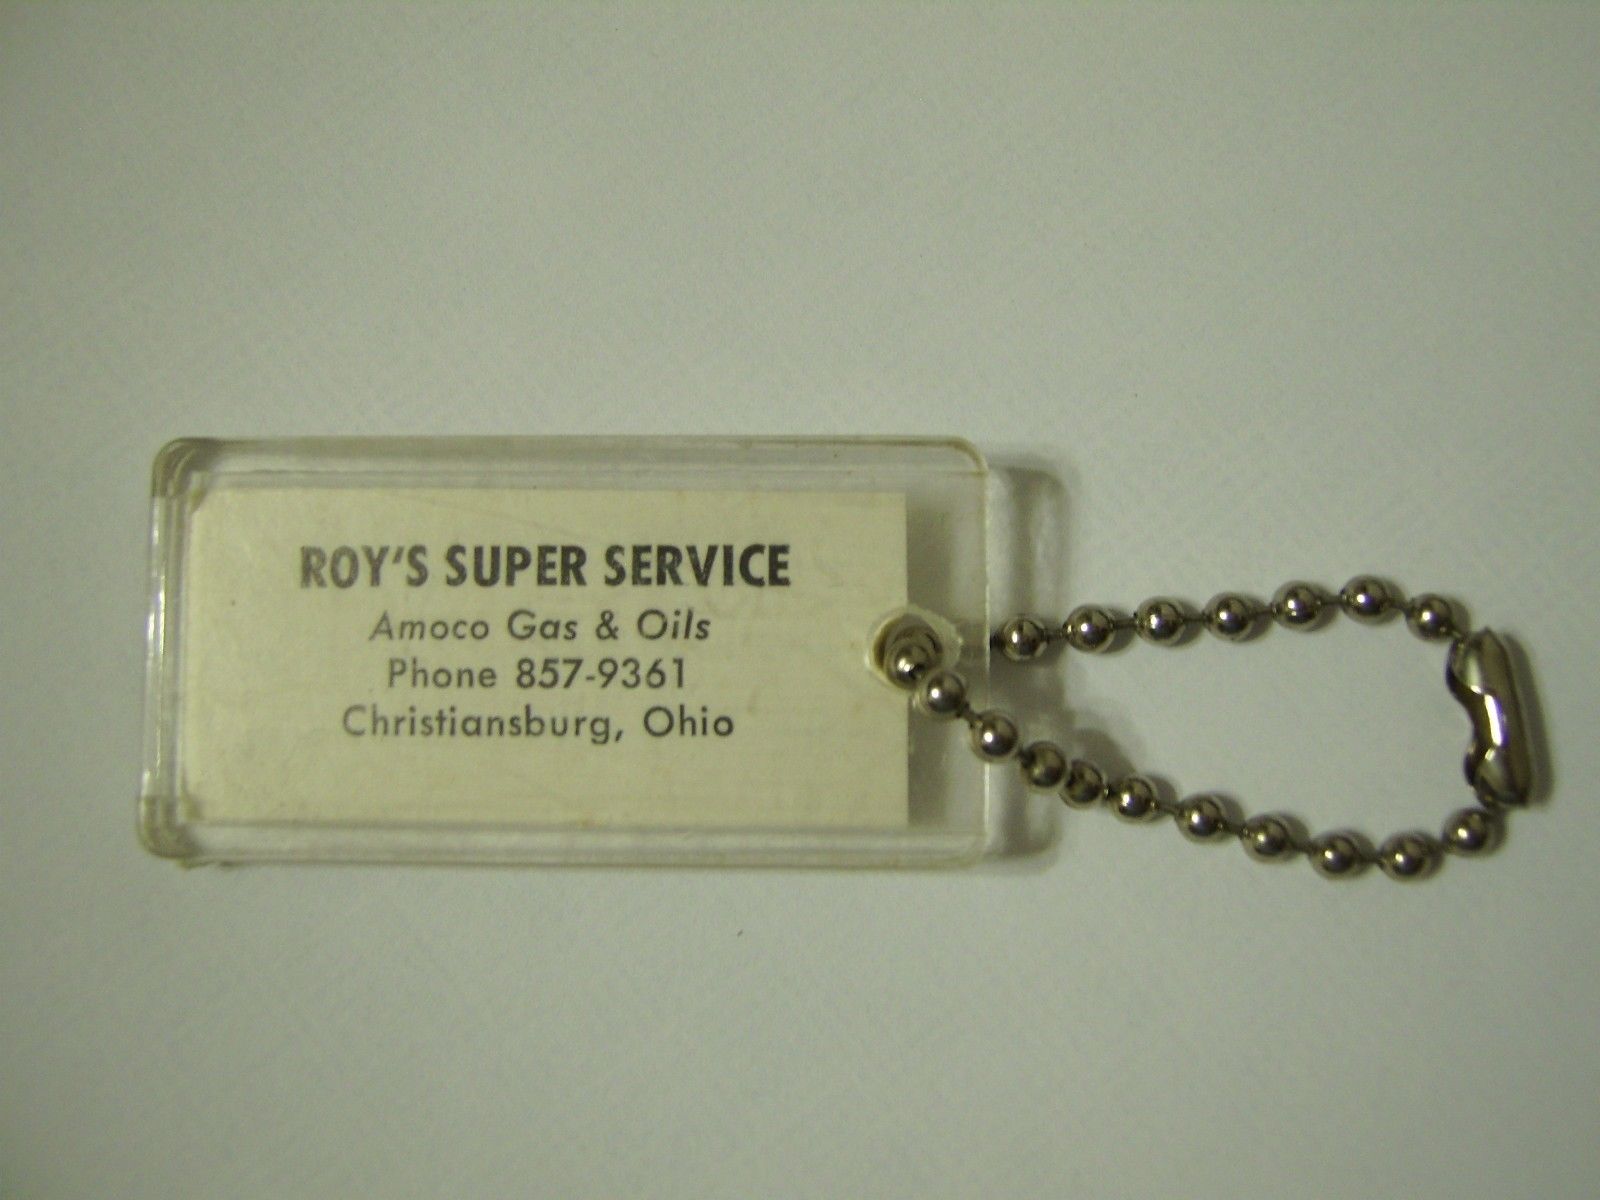 ROY'S SUPER SERVICE
Amoco Gas & Oils
Phone 857-9361
Christiansburg, Ohio